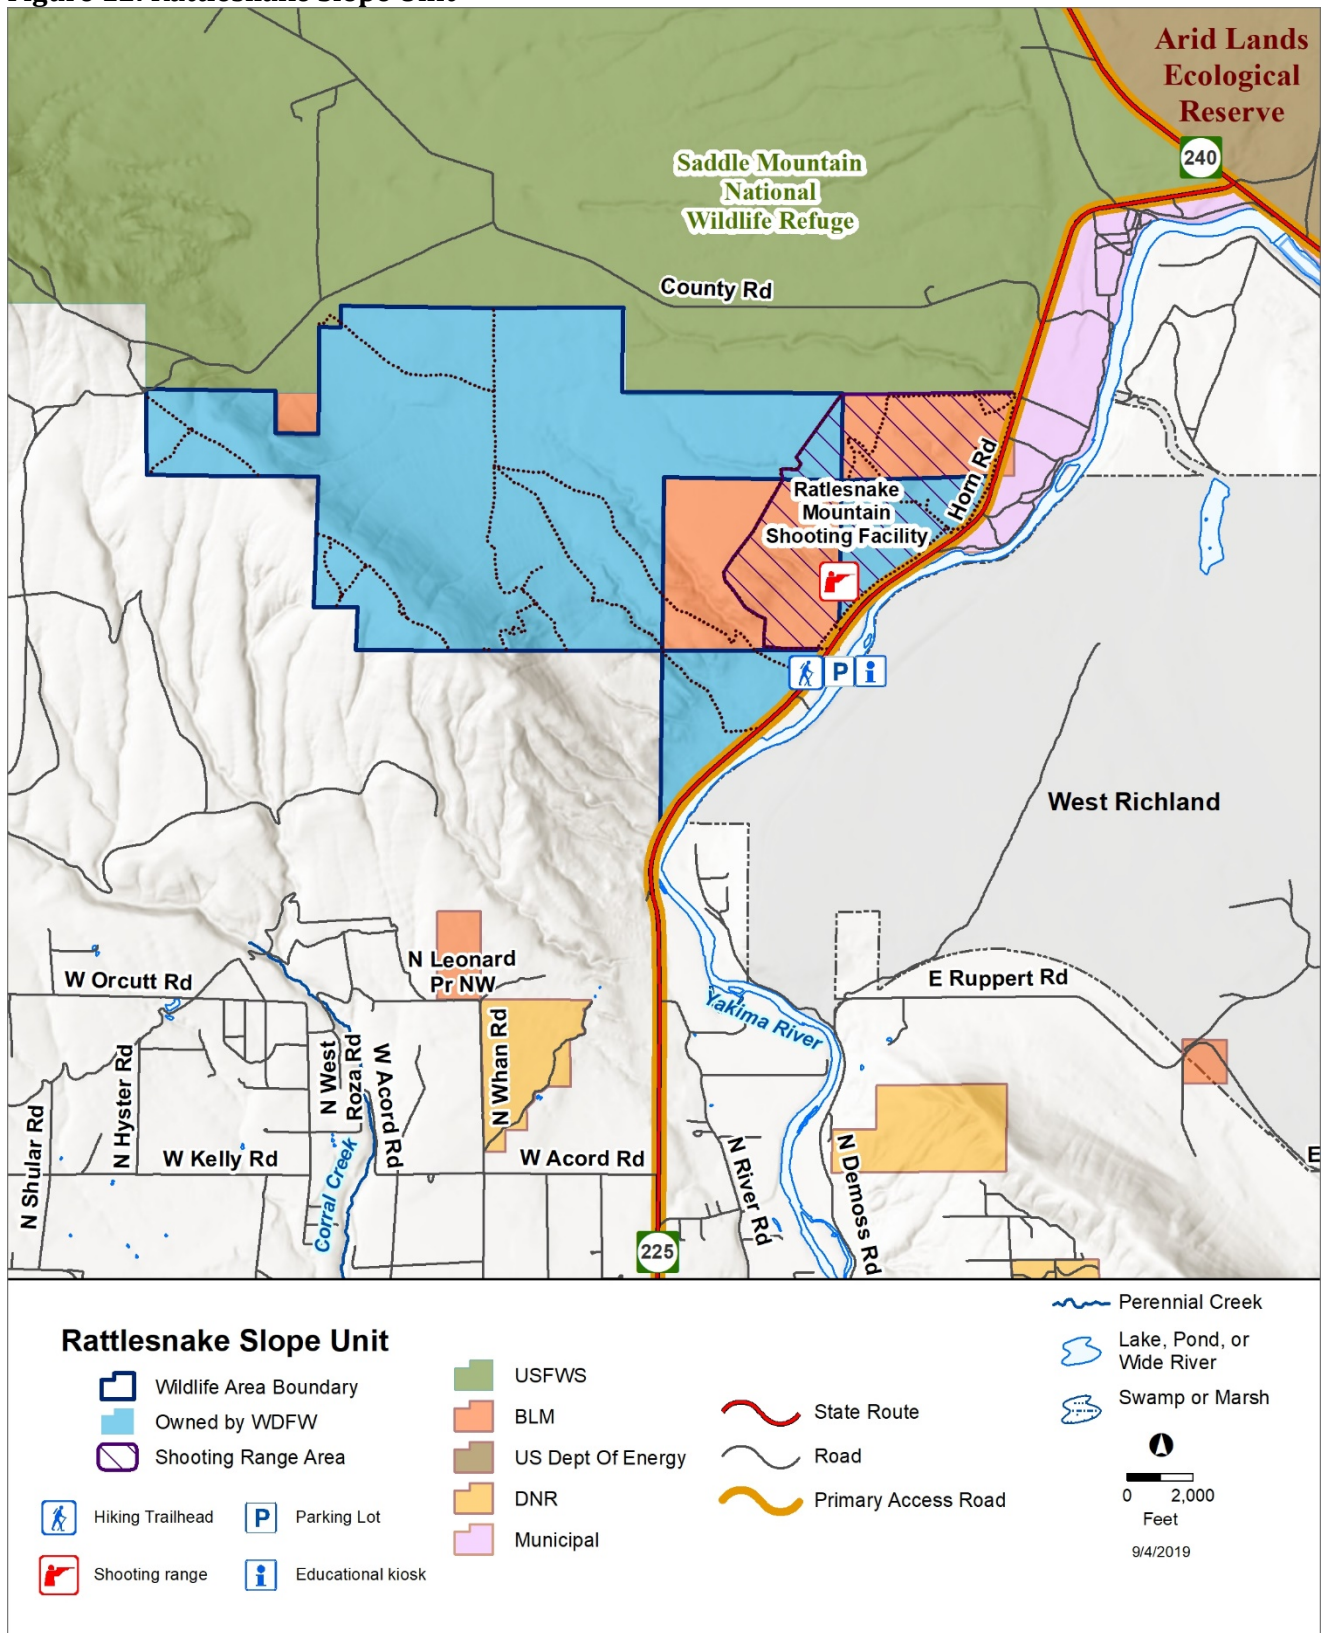 Arid Lands
Ecological
Reserve
240
Saddle Mountain
National
Wildlife Refuge
County Rd
Horn Rd
Ratlesnake
Mountain
Shooting Facility
P
i
West Richland
N Leonard
Pr NW
W Orcutt Rd
E Ruppert Rd
Yakima River
N Shular Rd
N Hyster Rd
N West
Roza Rd
W Acord Rd
N Whan Rd
W Kelly Rd
W Acord Rd
Corral Creek
N River Rd
N Demoss Rd
E
225
Rattlesnake Slope Unit
Wildlife Area Boundary
Owned by WDFW
Shooting Range Area
Hiking Trailhead
P
Parking Lot
Shooting range
i
Educational kiosk
USFWS
BLM
US Dept Of Energy
DNR
Municipal
State Route
Road
Primary Access Road
Perennial Creek
Lake, Pond, or
Wide River
Swamp or Marsh
0 2,000
Feet
9/4/2019